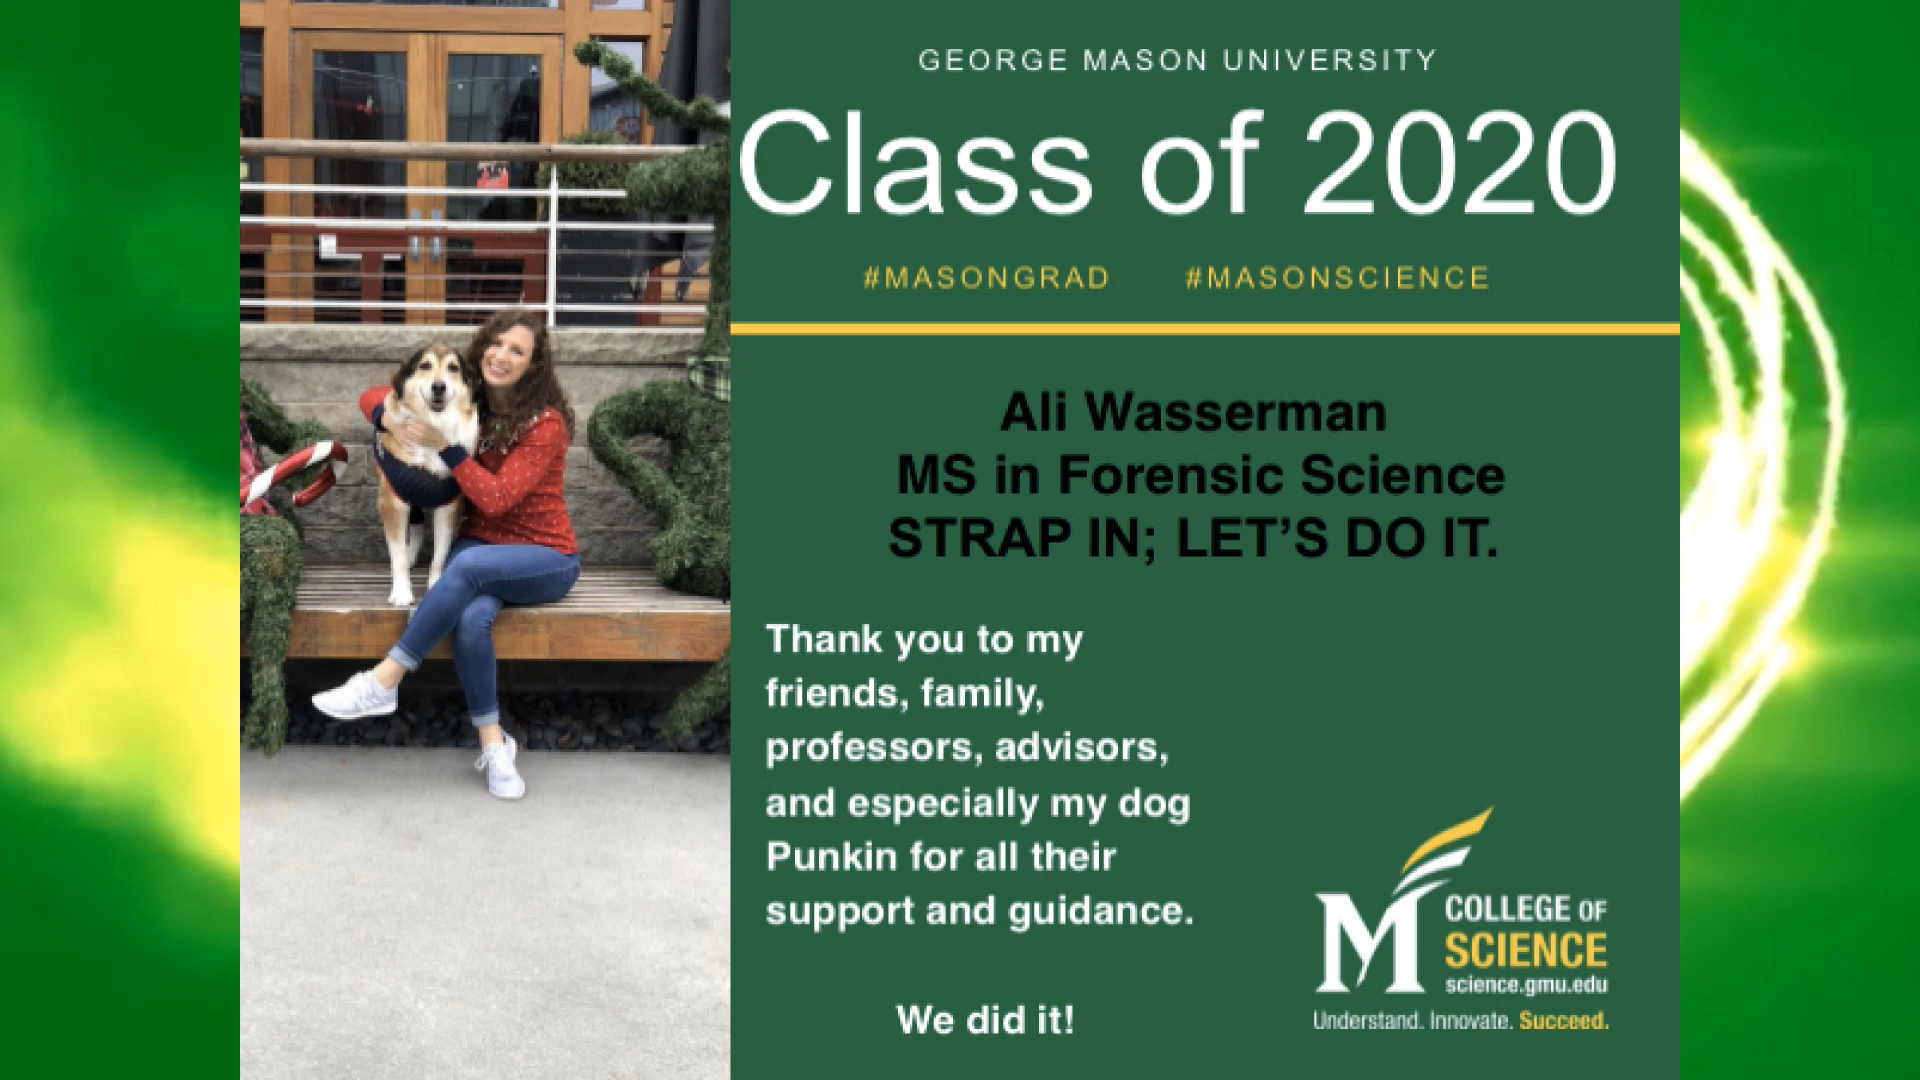 GEORGE MASON UNIVERSITY
Class of 2020
#MASONGRAD #MASONSCIENCE
Ali Wasserman
MS in Forensic Science
STRAP IN; LET’S DO IT.
Thank you to my
friends, family,
professors, advisors,
and especially my dog
Punkin for all their
support and guidance.
We did it!
M COLLEGE OF
SCIENCE
science.gmu.edu
Understand. Innovate. Succeed.